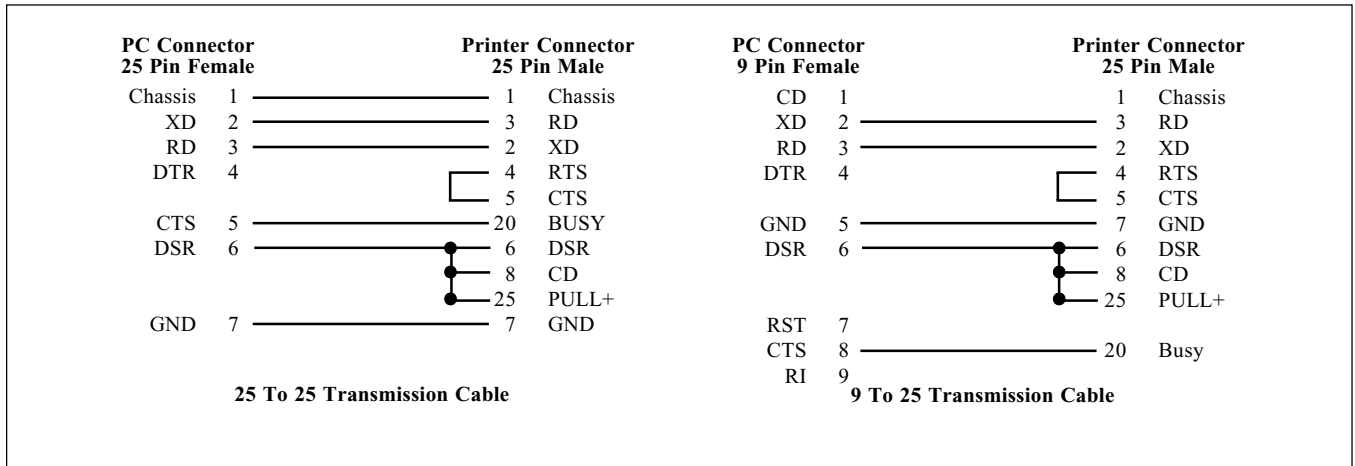 PC Connector
25 Pin Female
Printer Connector
25 Pin Male
Chassis 1 1 Chassis
XD 2 3 RD
RD 3 2 XD
DTR 4 4 RTS
5 CTS
CTS 5 20 BUSY
DSR 6 6 DSR
8 CD
25 PULL+
GND 7 7 GND
25 To 25 Transmission Cable
PC Connector
9 Pin Female
Printer Connector
25 Pin Male
CD 1 1 Chassis
XD 2 3 RD
RD 3 2 XD
DTR 4 4 RTS
5 CTS
GND 5 7 GND
DSR 6 6 DSR
8 CD
25 PULL+
RST 7
CTS 8 20 Busy
RI 9
9 To 25 Transmission Cable